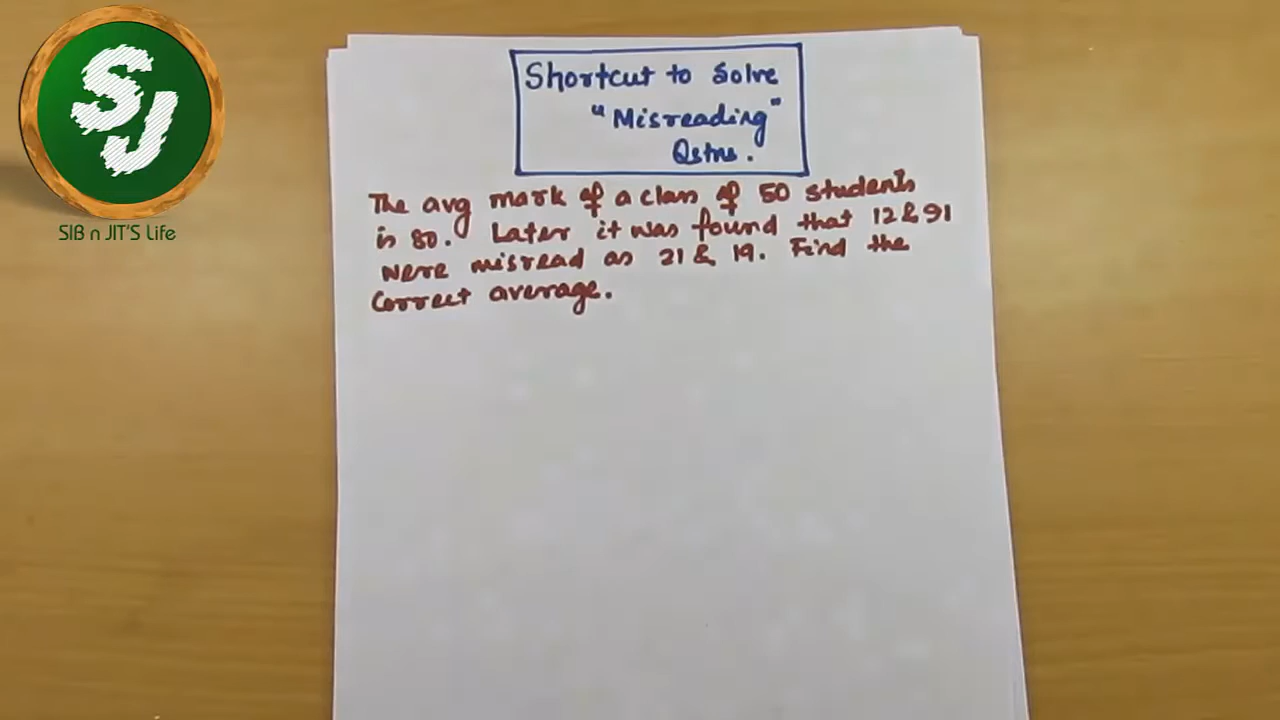 SJ
SIB n JIT'S Life
Shortcut to Solve
"Misreading"
Qstns.
The avg mark of a class of 50 students
is 80. Later it was found that 12 & 91
were misread as 21 & 19. Find the
Correct average.